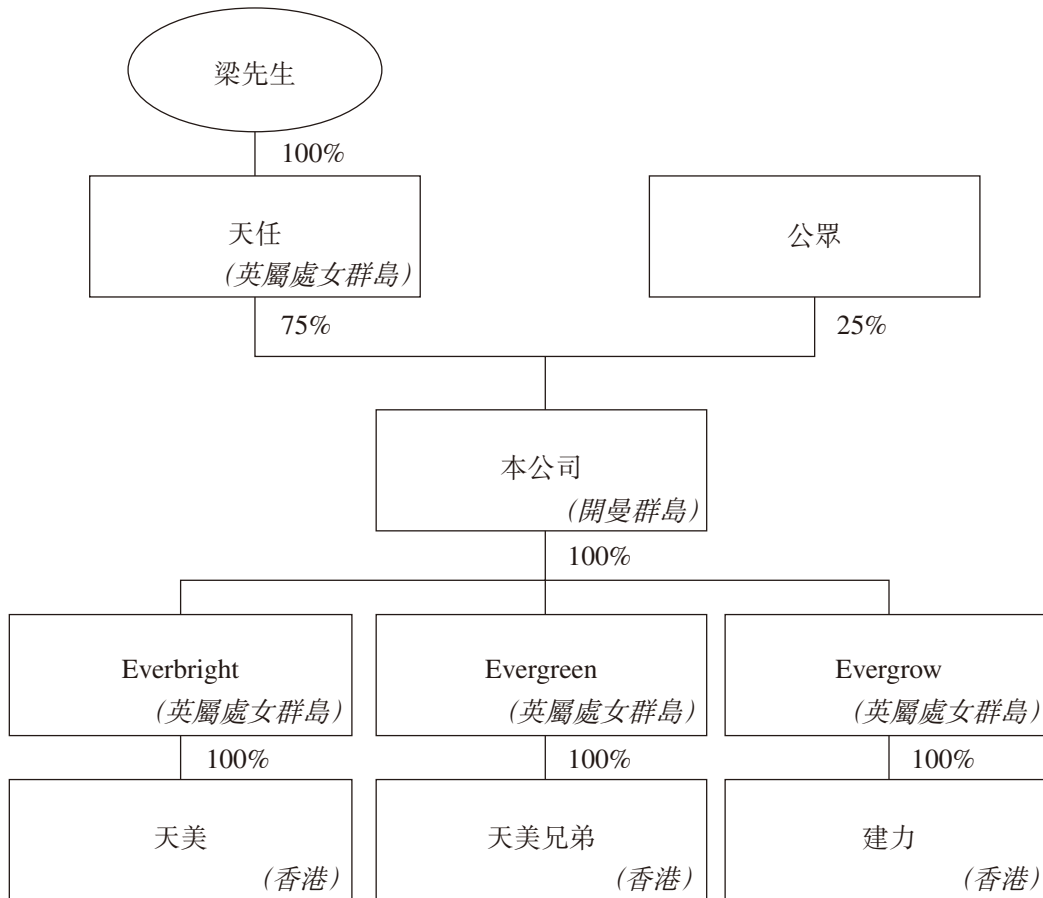 梁先生
100%
天任
(英屬處女群島)
公眾
75%
25%
本公司
(開曼群島)
100%
Everbright
(英屬處女群島)
Evergreen
(英屬處女群島)
Evergrow
(英屬處女群島)
100%
100%
100%
天美
(香港)
天美兄弟
(香港)
建力
(香港)